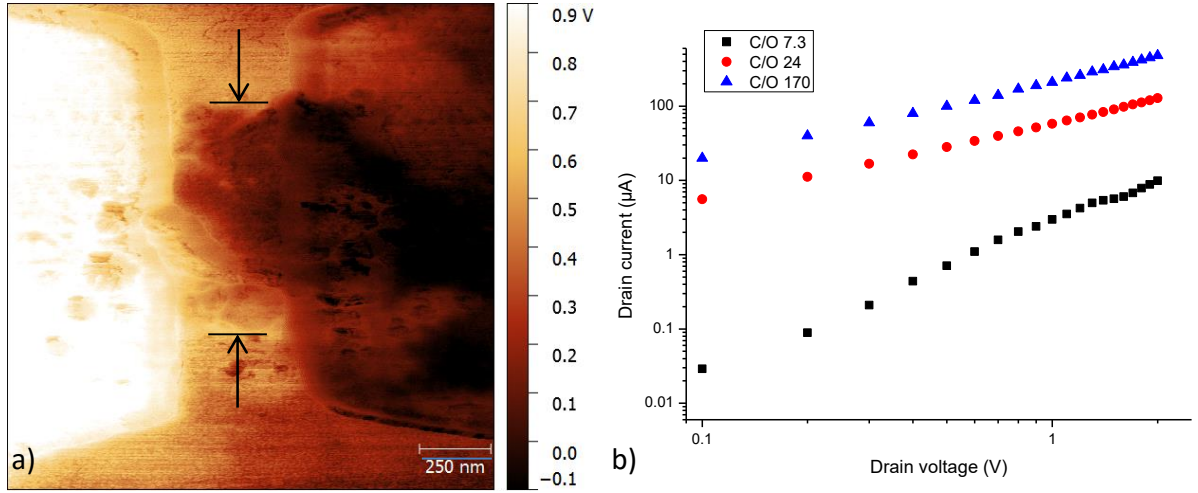 0.9 V
0.8
0.7
0.6
0.5
0.4
0.3
0.2
0.1
0.0
−0.1
250 nm
a)
C/O 7.3
C/O 24
C/O 170
100
10
1
0.1
0.01
Drain current (µA)
0.1
1
Drain voltage (V)
b)